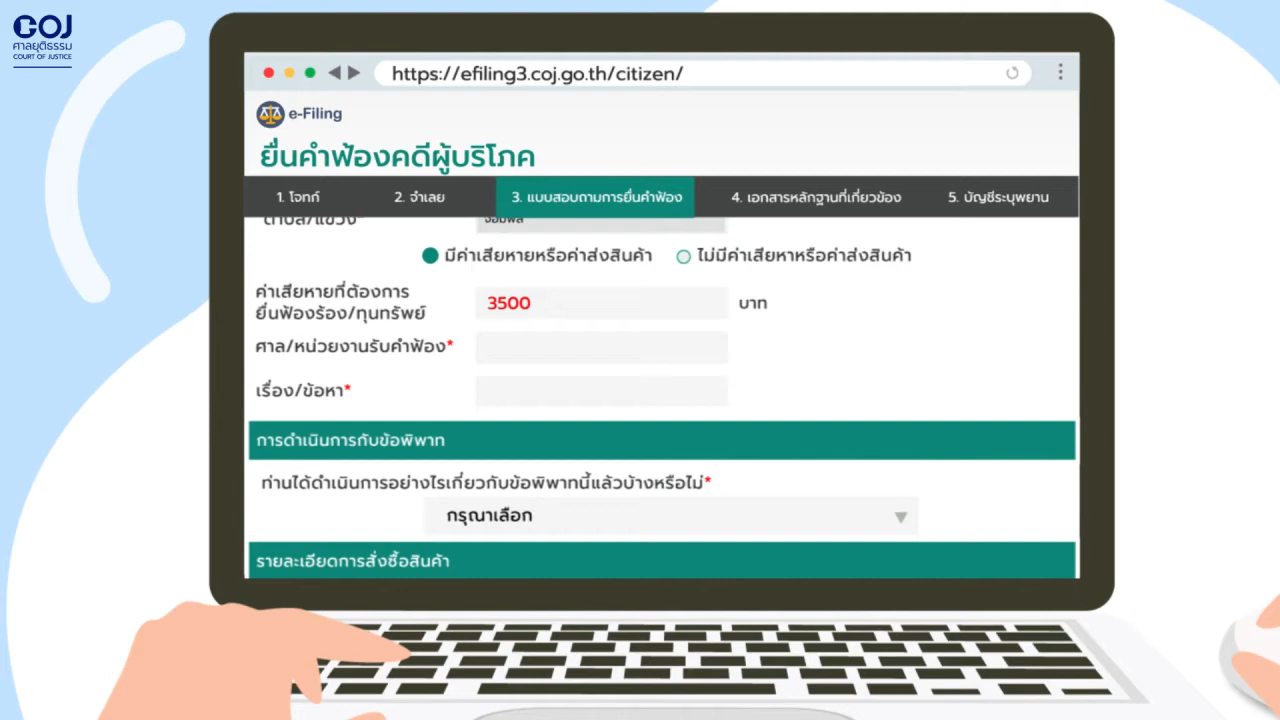 COJ
ศาลยุติธรรม
COURT OF JUSTICE
https://efiling3.coj.go.th/citizen/
e-Filing
ยื่นคำฟ้องคดีผู้บริโภค
1. โจทก์ 2. จำเลย 3. แบบสอบถามการยื่นคำฟ้อง 4. เอกสารหลักฐานที่เกี่ยวข้อง 5. บัญชีระบุพยาน
ตำบล/แขวง* จอมพล
มีค่าเสียหายหรือค่าส่งสินค้า ไม่มีค่าเสียหาหรือค่าส่งสินค้า
ค่าเสียหายที่ต้องการ
ยื่นฟ้องร้อง/ทุนทรัพย์ 3500 บาท
ศาล/หน่วยงานรับคำฟ้อง*
เรื่อง/ข้อหา*
การดำเนินการกับข้อพิพาท
ท่านได้ดำเนินการอย่างไรเกี่ยวกับข้อพิพาทนี้แล้วบ้างหรือไม่*
กรุณาเลือก
รายละเอียดการสั่งซื้อสินค้า